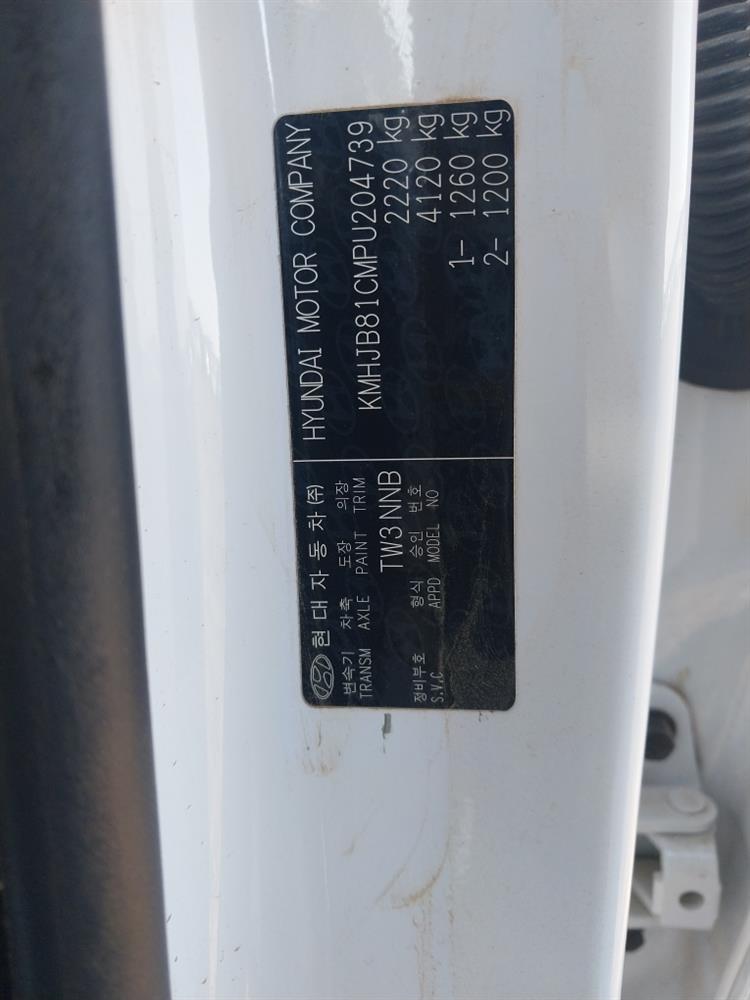 현대자동차(주)
변속기 차축 도장 의장
TRANSM AXLE PAINT TRIM
TW3 NNB
정비부호 형식 승인 번호
S.V.C APPD MODEL NO
HYUNDAI MOTOR COMPANY
KMHJB81CMPU204739
2220 kg
4120 kg
1- 1260 kg
2- 1200 kg